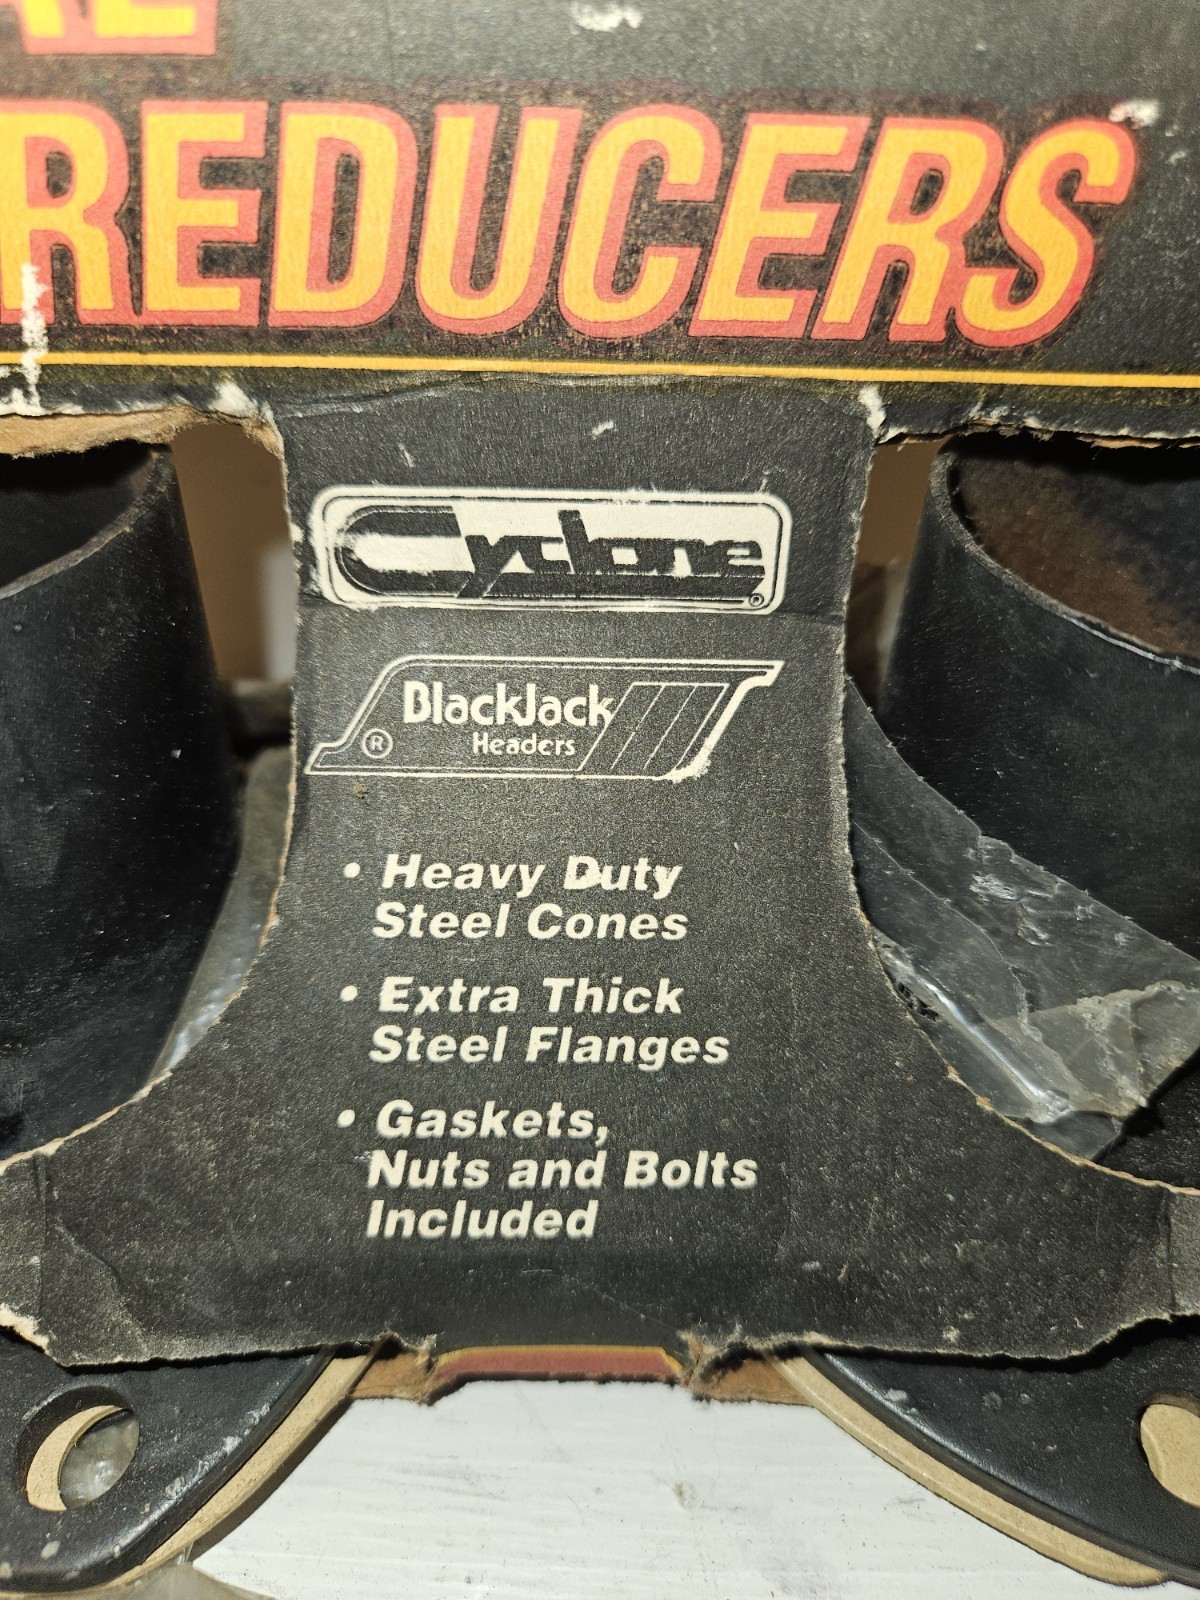 REDUCERS
Cyclone ®
BlackJack
® Headers
• Heavy Duty
Steel Cones
• Extra Thick
Steel Flanges
• Gaskets,
Nuts and Bolts
Included